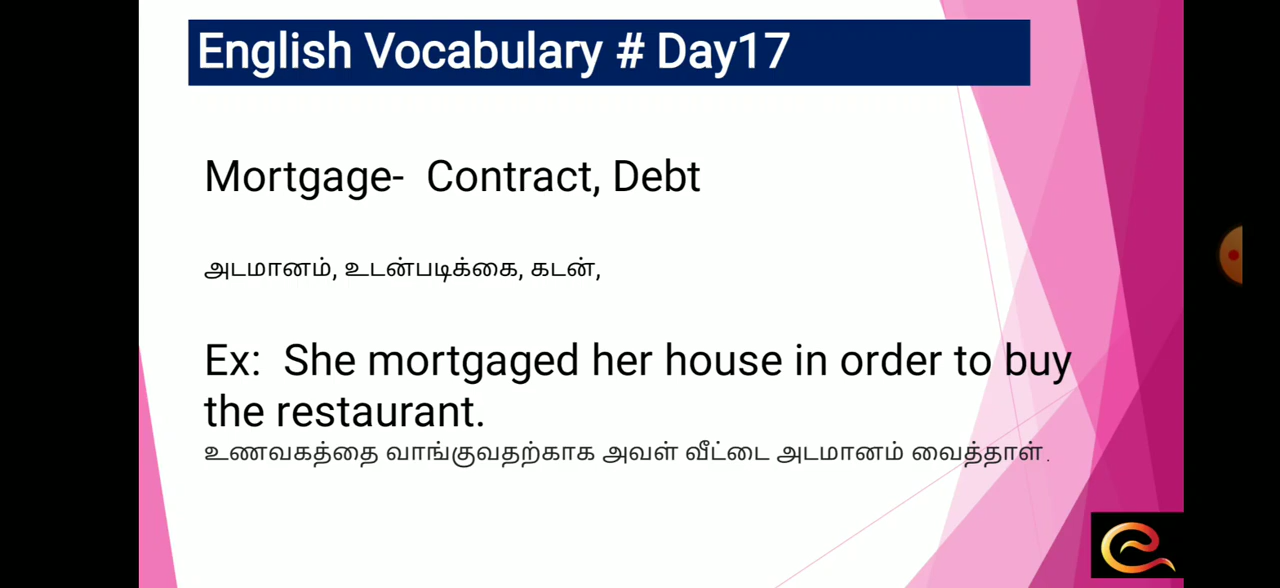 English Vocabulary # Day17
Mortgage- Contract, Debt
அடமானம், உடன்படிக்கை, கடன்,
Ex: She mortgaged her house in order to buy
the restaurant.
உணவகத்தை வாங்குவதற்காக அவள் வீட்டை அடமானம் வைத்தாள்.